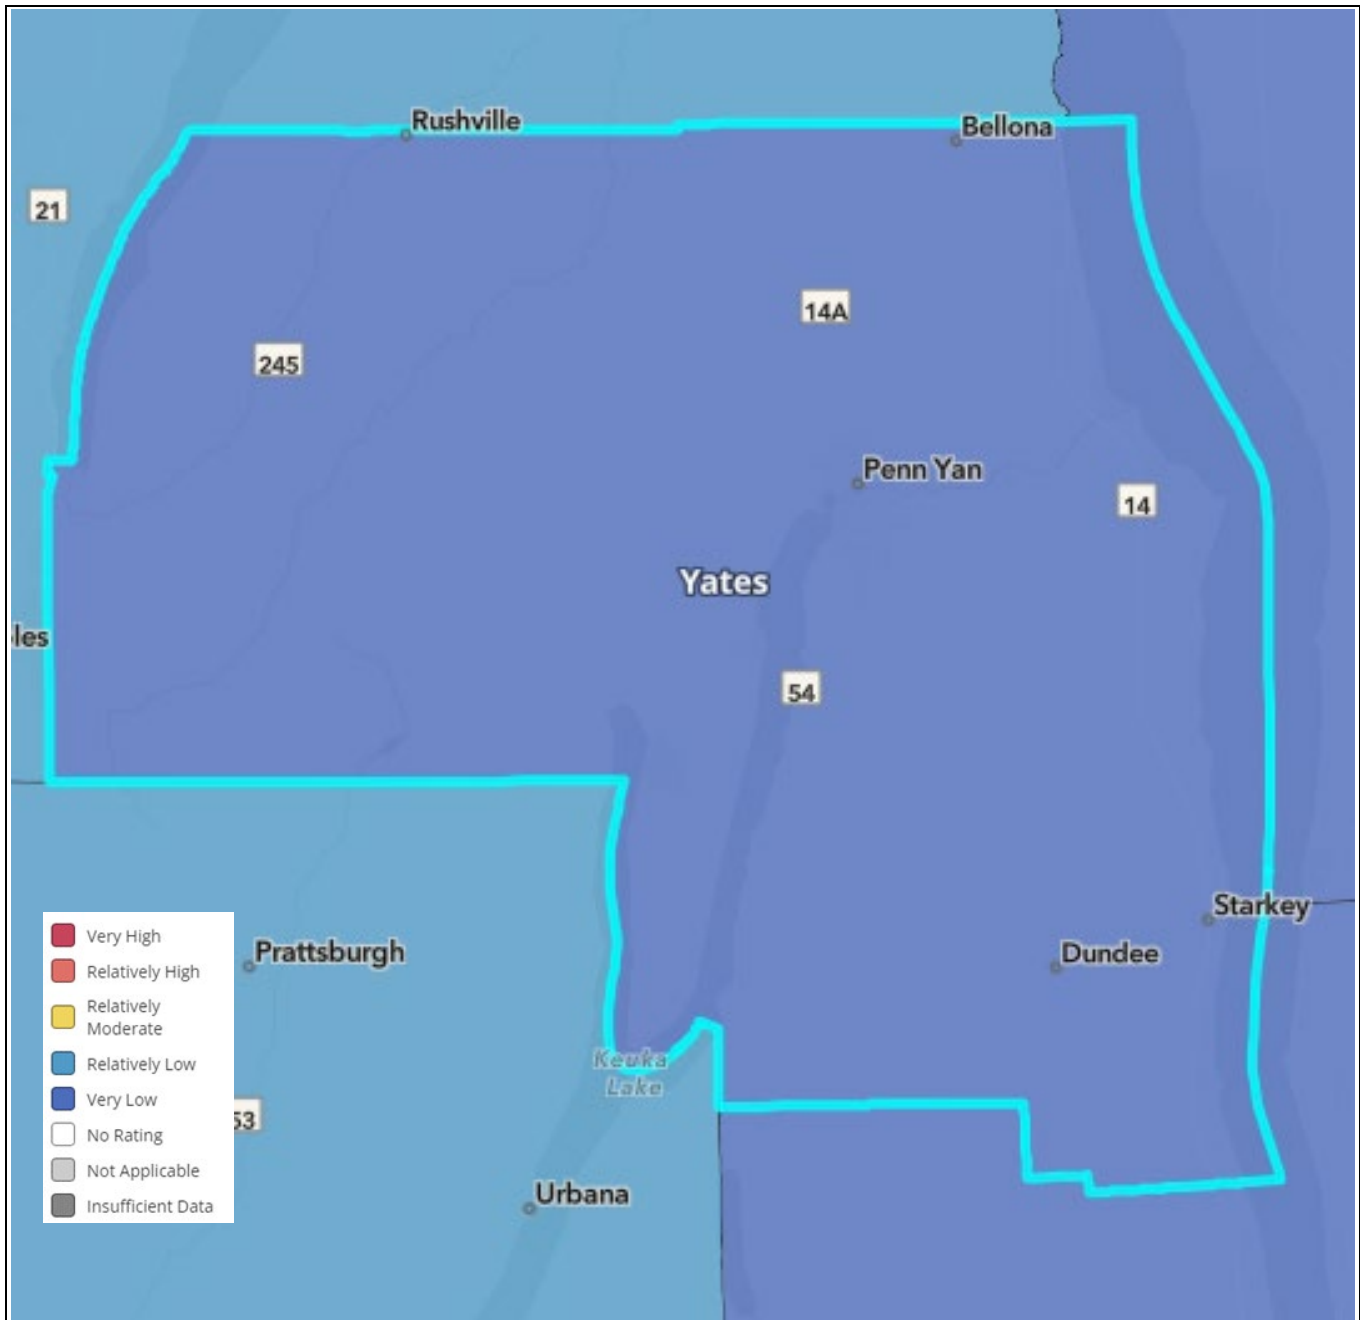 Rushville
Bellona
21
14A
245
Penn Yan
14
Yates
les
54
Starkey
Prattsburgh
Dundee
Keuka
Lake
53
Urbana
Very High
Relatively High
Relatively
Moderate
Relatively Low
Very Low
No Rating
Not Applicable
Insufficient Data